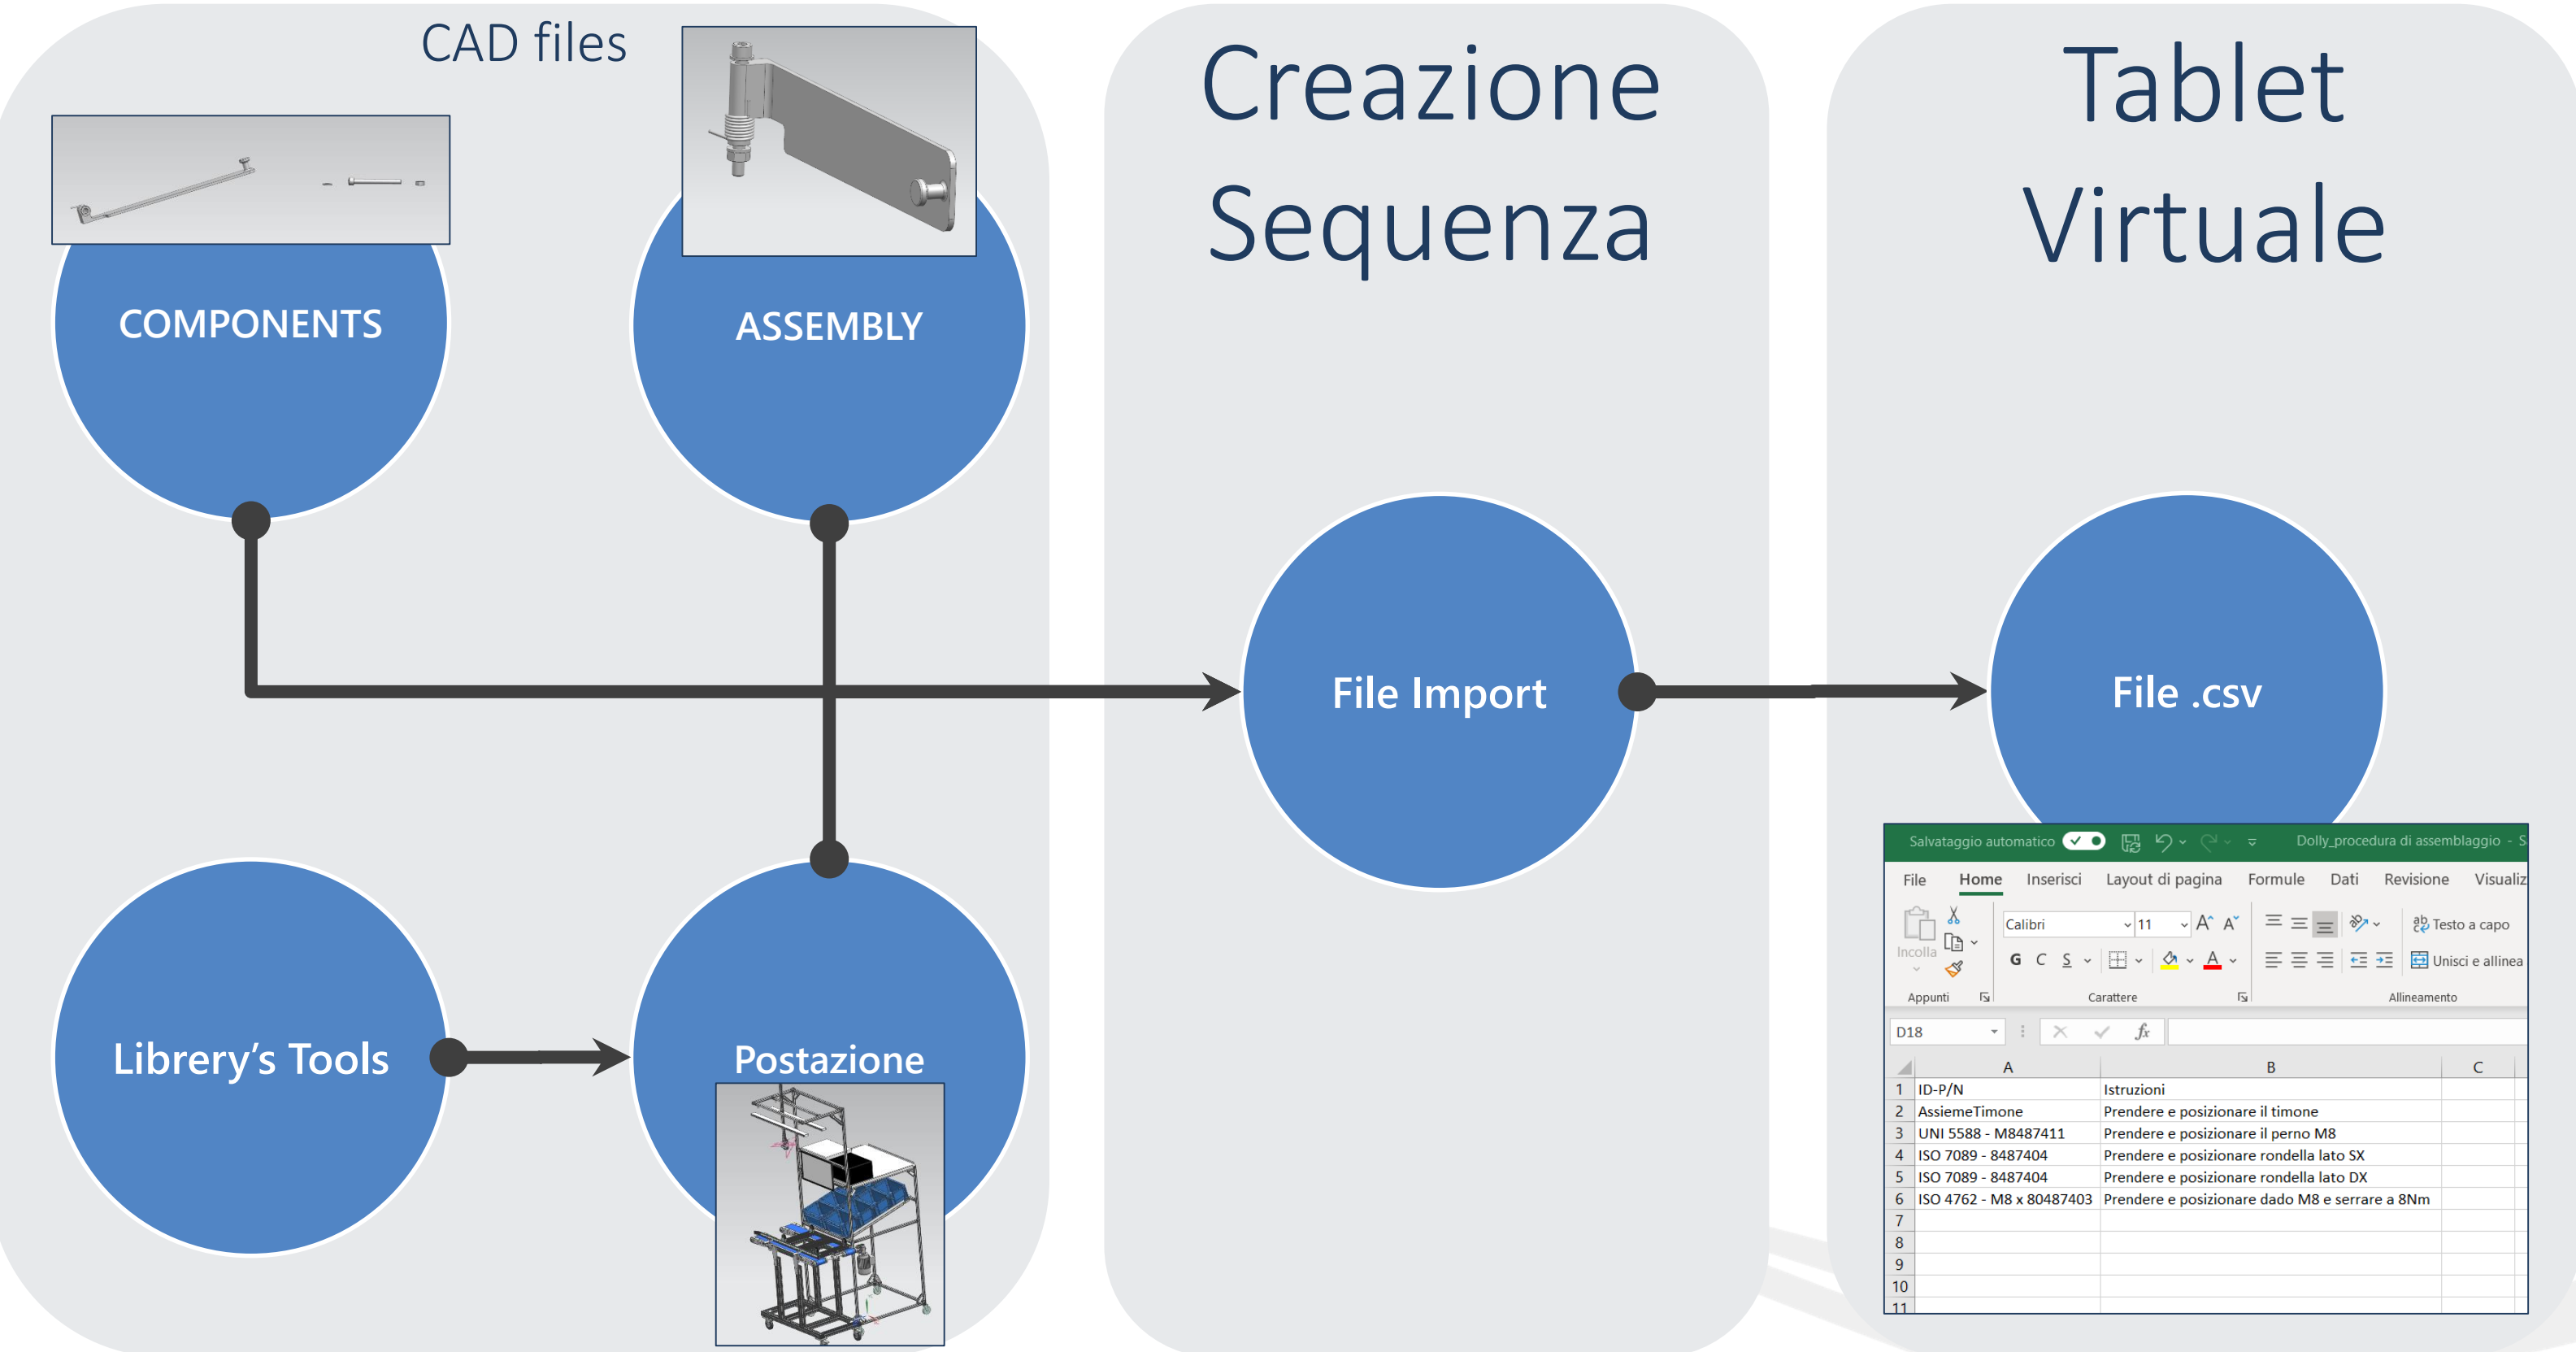 CAD files
COMPONENTS
ASSEMBLY
Librery’s Tools
Postazione
Creazione
Sequenza
File Import
Tablet
Virtuale
File .csv
Salvataggio automatico Dolly_procedura di assemblaggio - S
File Home Inserisci Layout di pagina Formule Dati Revisione Visualiz
Calibri 11 A A ab Testo a capo
Incolla
G C S A Unisci e allinea
Appunti Carattere Allineamento
D18 fx
A B C
1 ID-P/N Istruzioni
2 AssiemeTimone Prendere e posizionare il timone
3 UNI 5588 - M8487411 Prendere e posizionare il perno M8
4 ISO 7089 - 8487404 Prendere e posizionare rondella lato SX
5 ISO 7089 - 8487404 Prendere e posizionare rondella lato DX
6 ISO 4762 - M8 x 80487403 Prendere e posizionare dado M8 e serrare a 8Nm
7
8
9
10
11